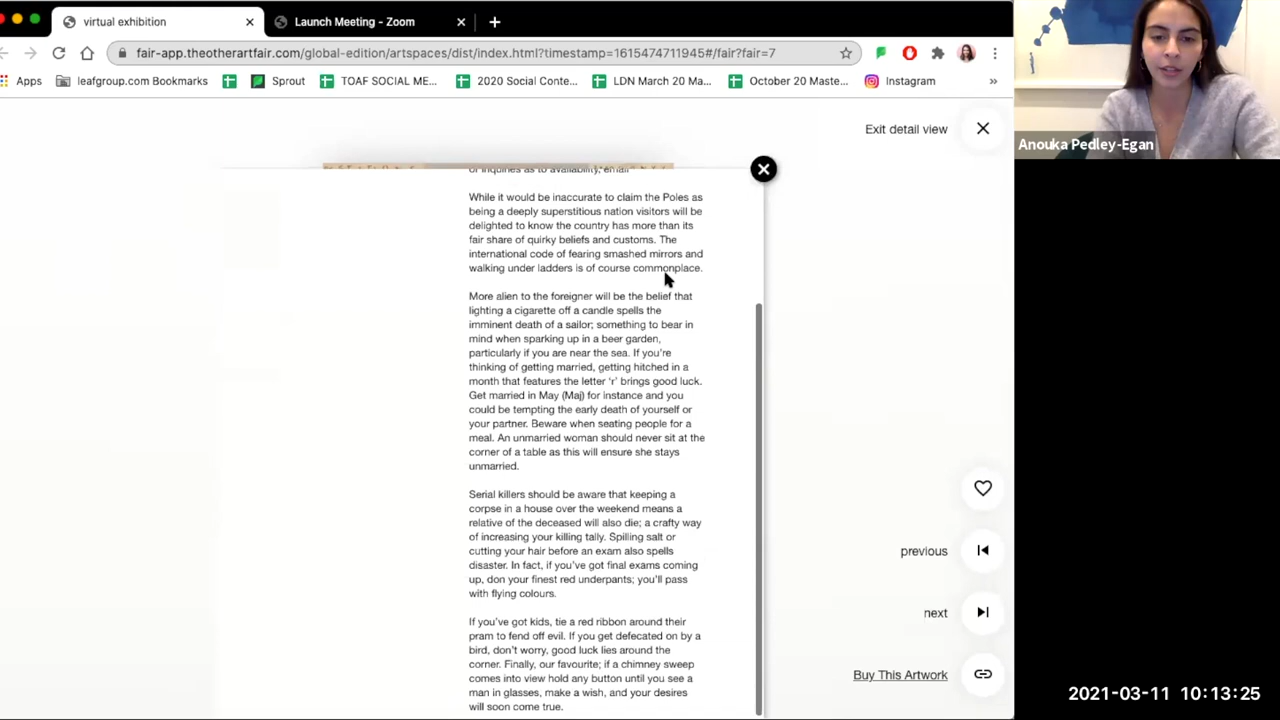 virtual exhibition
Launch Meeting - Zoom
fair-app.theotherartfair.com/global-edition/artspaces/dist/index.html?timestamp=1615474711945#/fair?fair=7
Apps
leafgroup.com Bookmarks
Sprout
TOAF SOCIAL ME...
2020 Social Conte...
LDN March 20 Ma...
October 20 Maste...
Instagram
»
Exit detail view
Anouka Pedley-Egan
or inquiries as to availability, email
While it would be inaccurate to claim the Poles as
being a deeply superstitious nation visitors will be
delighted to know the country has more than its
fair share of quirky beliefs and customs. The
international code of fearing smashed mirrors and
walking under ladders is of course commonplace.
More alien to the foreigner will be the belief that
lighting a cigarette off a candle spells the
imminent death of a sailor; something to bear in
mind when sparking up in a beer garden,
particularly if you are near the sea. If you're
thinking of getting married, getting hitched in a
month that features the letter 'r' brings good luck.
Get married in May (Maj) for instance and you
could be tempting the early death of yourself or
your partner. Beware when seating people for a
meal. An unmarried woman should never sit at the
corner of a table as this will ensure she stays
unmarried.
Serial killers should be aware that keeping a
corpse in a house over the weekend means a
relative of the deceased will also die; a crafty way
of increasing your killing tally. Spilling salt or
cutting your hair before an exam also spells
disaster. In fact, if you've got final exams coming
up, don your finest red underpants; you'll pass
with flying colours.
If you've got kids, tie a red ribbon around their
pram to fend off evil. If you get defecated on by a
bird, don't worry, good luck lies around the
corner. Finally, our favourite; if a chimney sweep
comes into view hold any button until you see a
man in glasses, make a wish, and your desires
will soon come true.
previous
next
Buy This Artwork
2021-03-11 10:13:25